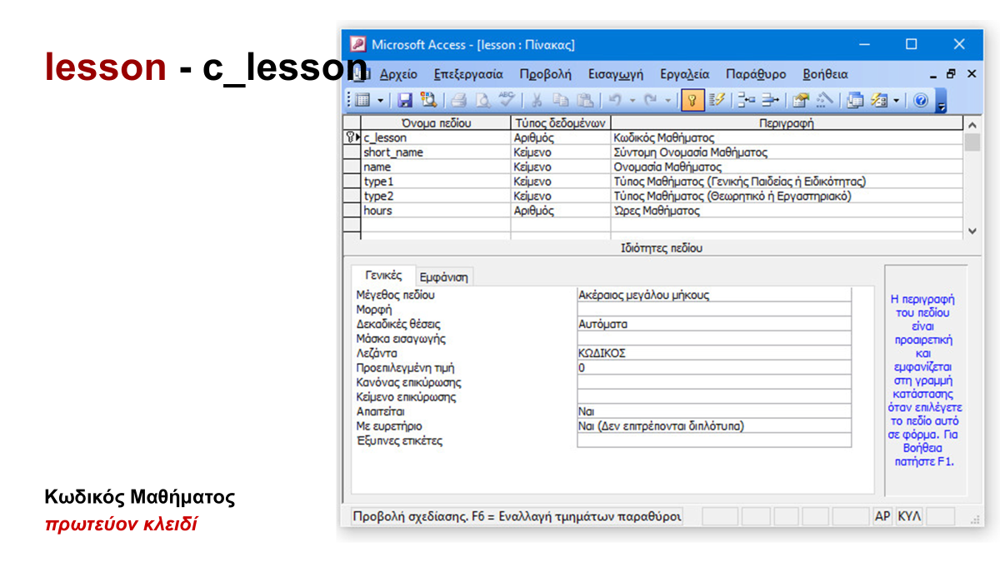 lesson - c_lesson
Microsoft Access - [lesson : Πίνακας]
Αρχείο Επεξεργασία Προβολή Εισαγωγή Εργαλεία Παράθυρο Βοήθεια
Όνομα πεδίου Τύπος δεδομένων Περιγραφή
c_lesson Αριθμός Κωδικός Μαθήματος
short_name Κείμενο Σύντομη Ονομασία Μαθήματος
name Κείμενο Ονομασία Μαθήματος
type1 Κείμενο Τύπος Μαθήματος (Γενικής Παιδείας ή Ειδικότητας)
type2 Κείμενο Τύπος Μαθήματος (Θεωρητικό ή Εργαστηριακό)
hours Αριθμός Ώρες Μαθήματος
Ιδιότητες πεδίου
Γενικές Εμφάνιση
Μέγεθος πεδίου Ακέραιος μεγάλου μήκους
Μορφή
Δεκαδικές θέσεις Αυτόματα
Μάσκα εισαγωγής
Λεζάντα ΚΩΔΙΚΟΣ
Προεπιλεγμένη τιμή 0
Κανόνας επικύρωσης
Κείμενο επικύρωσης
Απαιτείται Ναι
Με ευρετήριο Ναι (Δεν επιτρέπονται διπλότυπα)
Έξυπνες ετικέτες
Η περιγραφή
του πεδίου
είναι
προαιρετική
και
εμφανίζεται
στη γραμμή
κατάστασης
όταν επιλέγετε
το πεδίο αυτό
σε φόρμα. Για
Βοήθεια
πατήστε F1.
Κωδικός Μαθήματος
πρωτεύον κλειδί
Προβολή σχεδίασης. F6 = Εναλλαγή τμημάτων παραθύρου ΑΡ ΚΥΛ